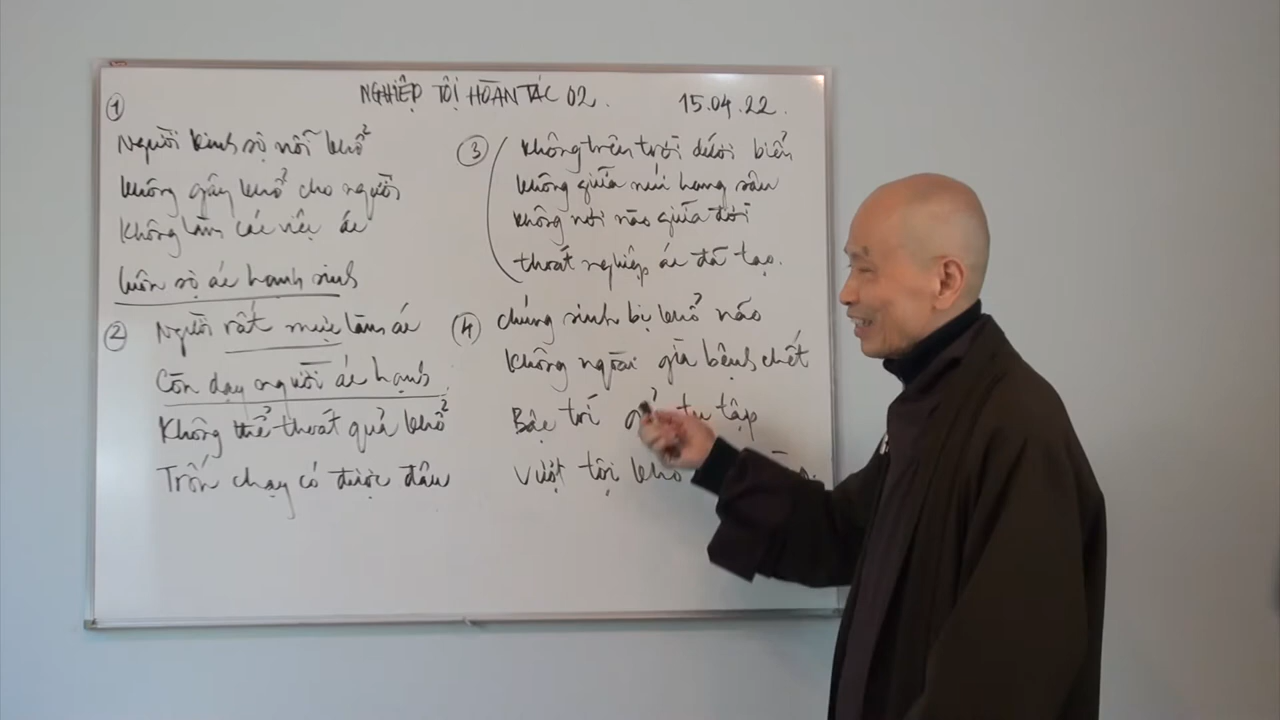 NGHIỆP TỘI HOÀN TÁC 02.
15.04.22.
1
Người kinh sợ nỗi khổ
không gây khổ cho người
Không làm các việc ác
luôn sợ ác hạnh sinh
2
Người rất mực làm ác
Còn dạy người ác hạnh
Không thể thoát quả khổ
Trốn chạy có được đâu
3
Không trên trời dưới biển
không giữa núi hang sâu
không nơi nào giữa đời
thoát nghiệp ác đã tạo.
4
chúng sinh bị khổ não
Không ngoài già bệnh chết
Bậc trí tu tập
Vượt tội khổ